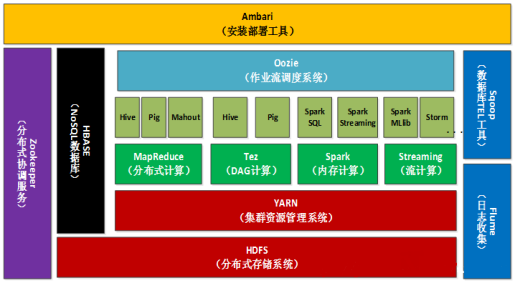 Ambari
（安装部署工具）
Zookeeper
（分布式协调服务）
HBASE
（NoSQL数据库）
Oozie
（作业流调度系统）
Hive
Pig
Mahout
Hive
Pig
Spark
SQL
Spark
Streaming
Spark
MLlib
Storm
...
MapReduce
（分布式计算）
Tez
（DAG计算）
Spark
（内存计算）
Streaming
（流计算）
YARN
（集群资源管理系统）
HDFS
（分布式存储系统）
Sqoop
（数据库TEL工具）
Flume
（日志收集）